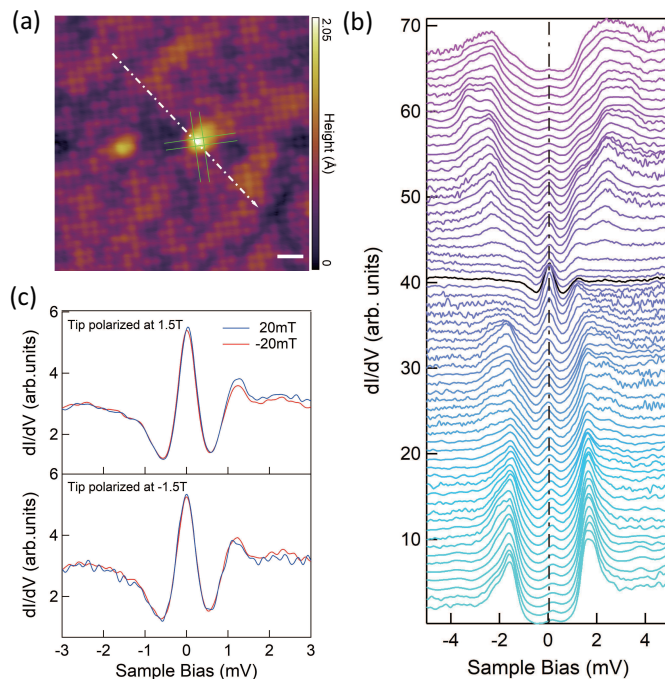 (a)
2.05
Height (Å)
0
(b)
70
60
50
40
30
20
10
dI/dV (arb. units)
-4
-2
0
2
4
Sample Bias (mV)
(c)
6
4
2
dI/dV (arb.units)
Tip polarized at 1.5T
20mT
-20mT
6
4
2
dI/dV (arb.units)
Tip polarized at -1.5T
-3
-2
-1
0
1
2
3
Sample Bias (mV)